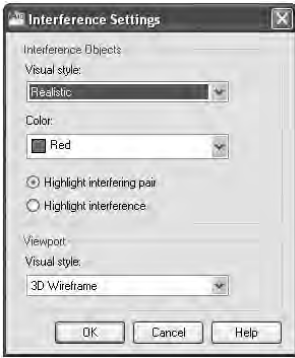 Interference Settings
Interference Objects
Visual style:
Realistic
Color:
Red
Highlight interfering pair
Highlight interference
Viewport
Visual style:
3D Wireframe
OK Cancel Help